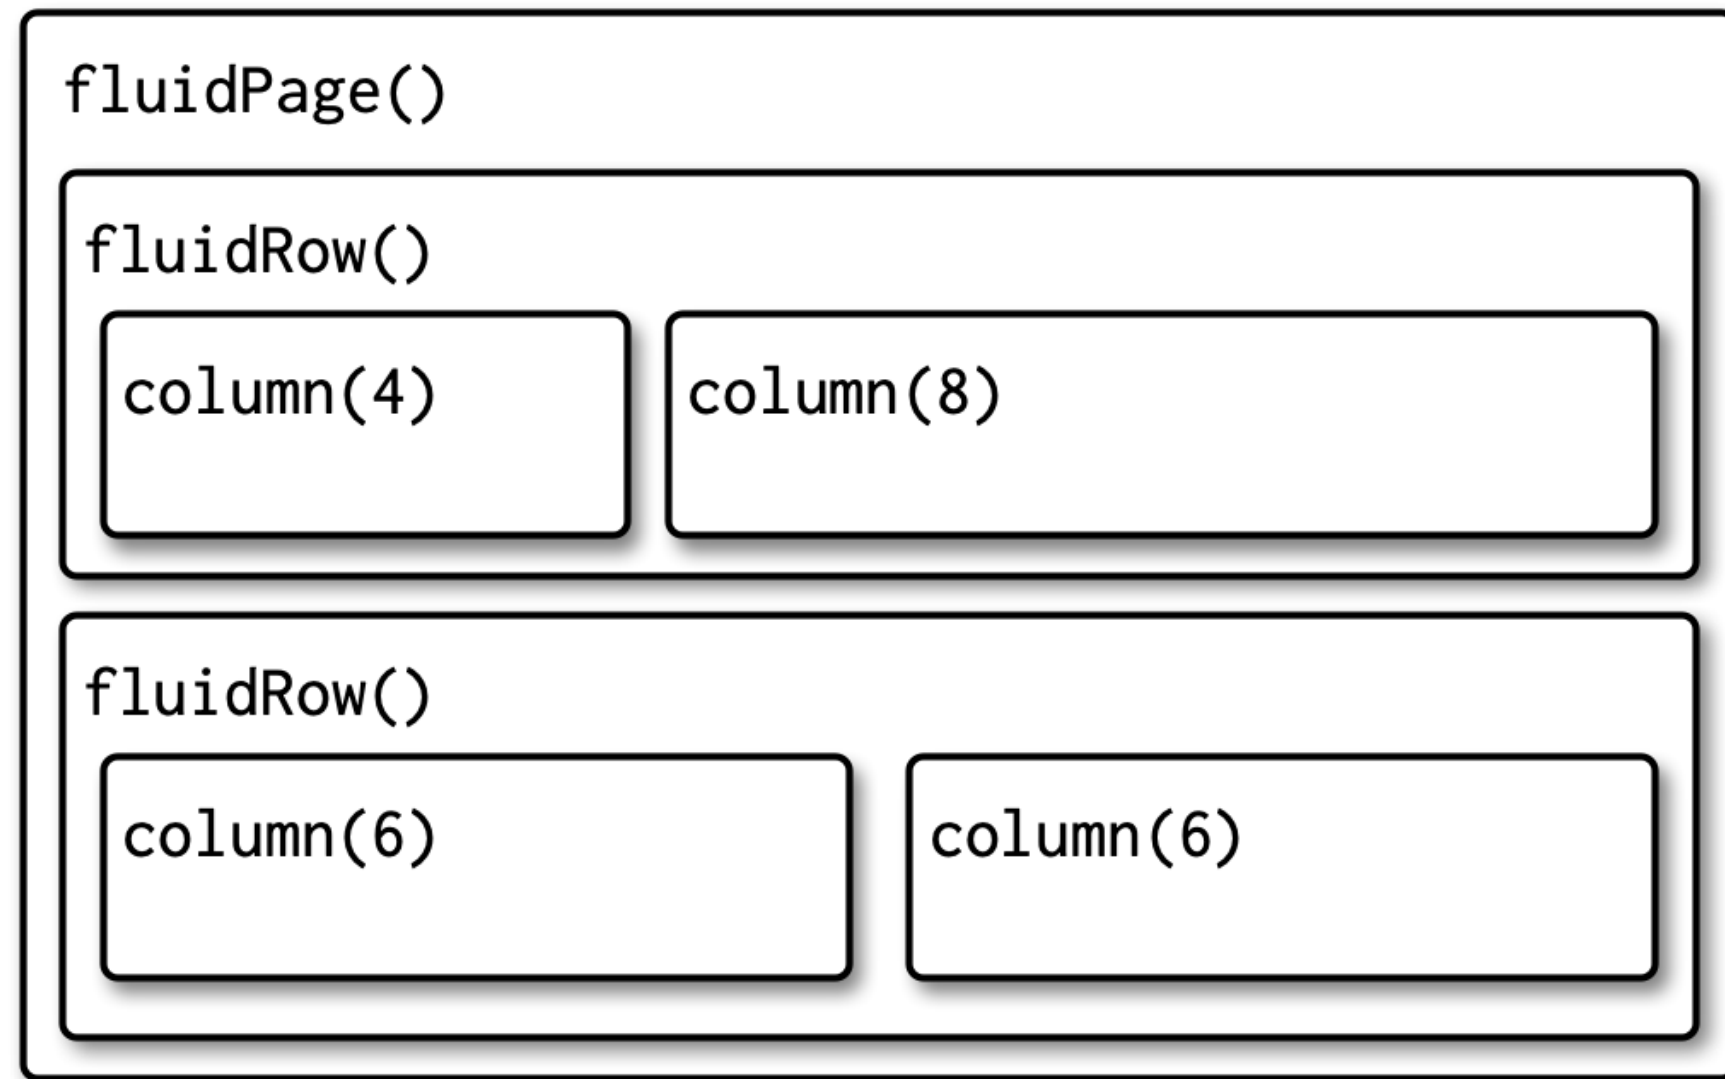 fluidPage()
fluidRow()
column(4) column(8)
fluidRow()
column(6) column(6)